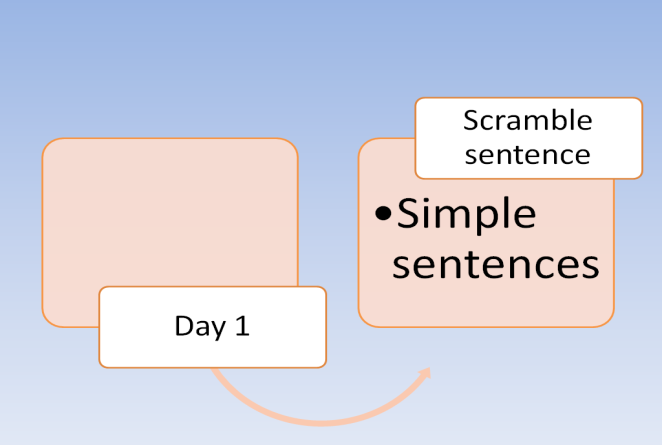 Day 1
Scramble
sentence
•Simple
sentences